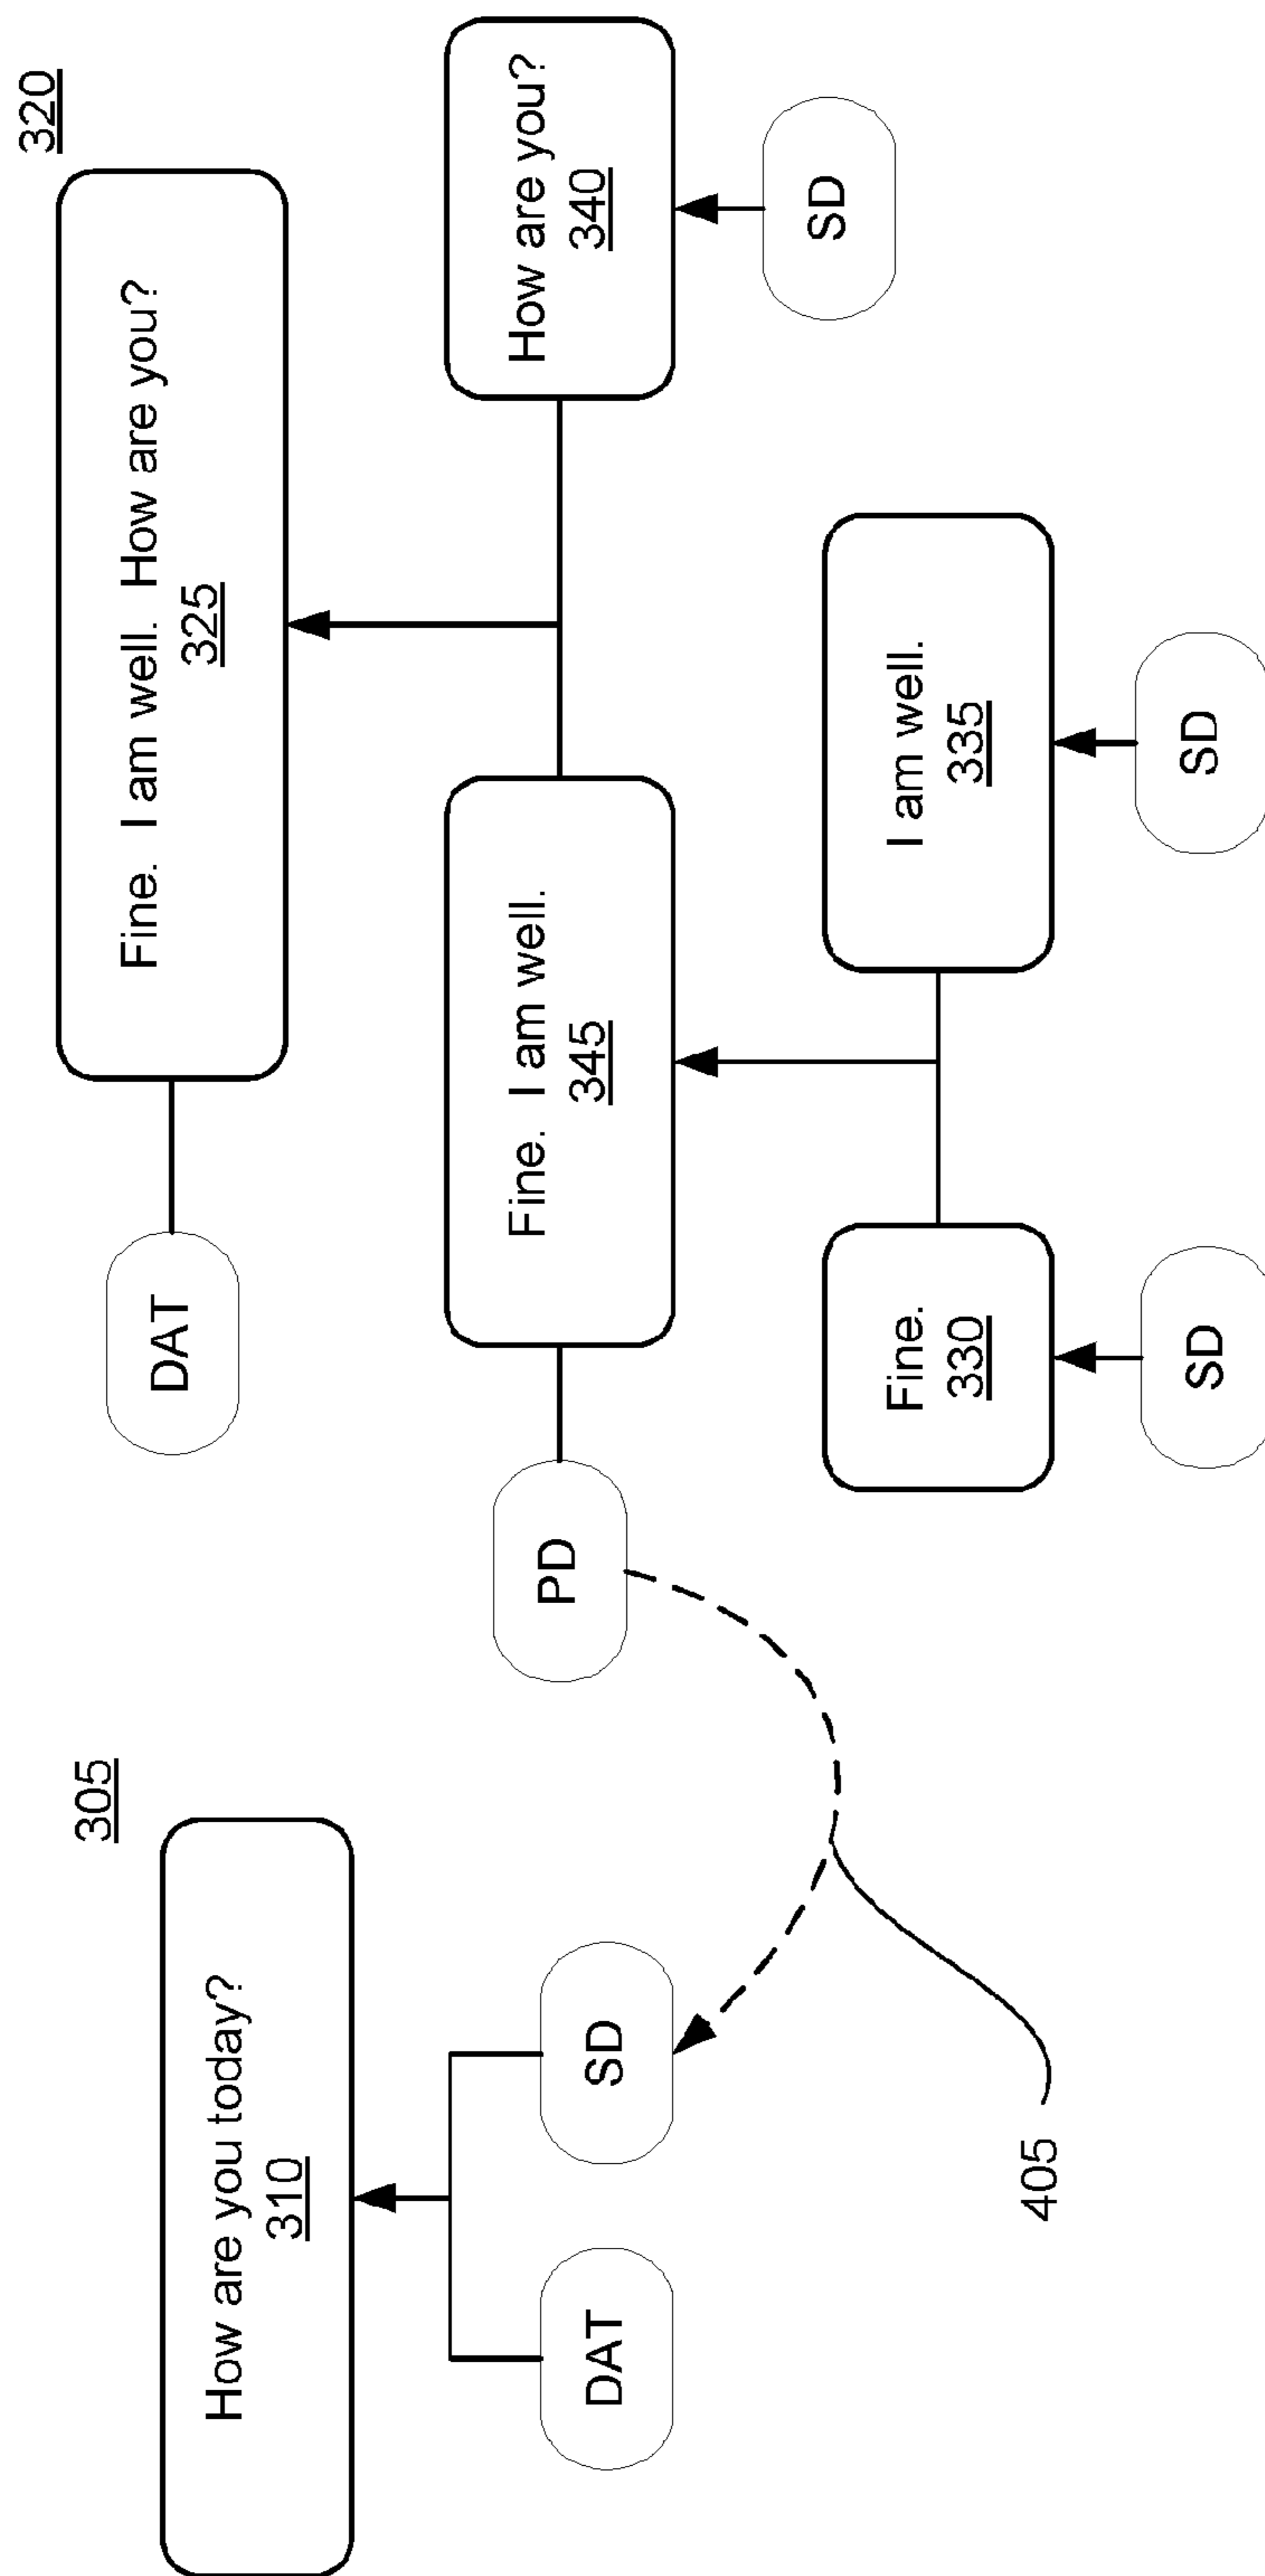 305
How are you today?
310
DAT
SD
405
320
DAT
Fine. I am well. How are you?
325
PD
Fine. I am well.
345
How are you?
340
SD
Fine.
330
SD
I am well.
335
SD